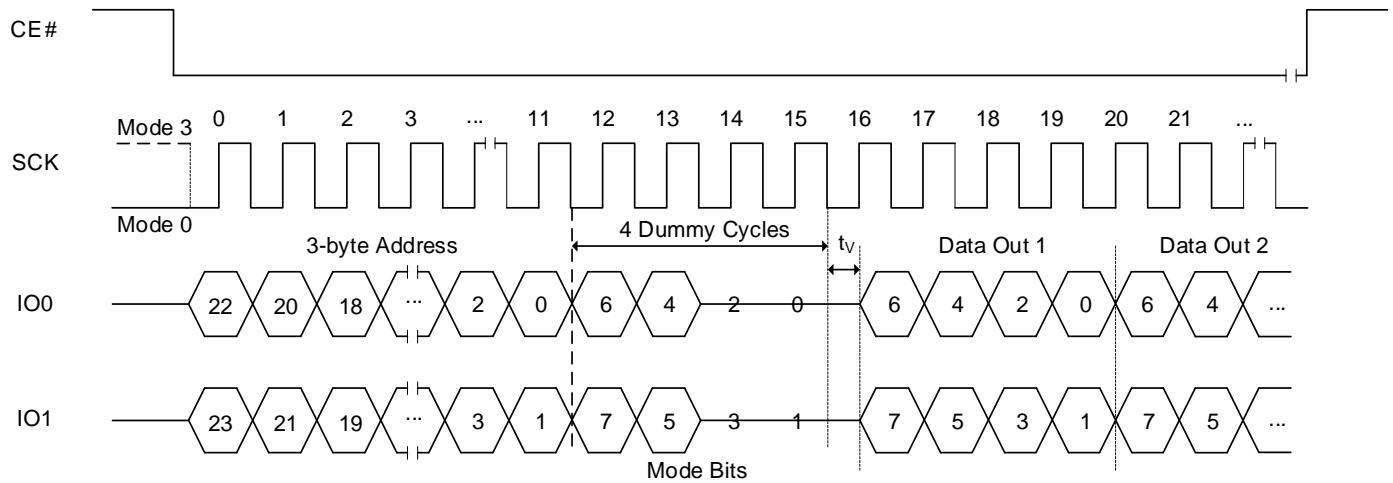 CE#
0 1 2 3 ... 11 12 13 14 15 16 17 18 19 20 21 ...
Mode 3
SCK
Mode 0
3-byte Address 4 Dummy Cycles tV Data Out 1 Data Out 2
IO0 22 20 18 ... 2 0 6 4 2 0 6 4 2 0 6 4 ...
IO1 23 21 19 ... 3 1 7 5 3 1 7 5 3 1 7 5 ...
Mode Bits